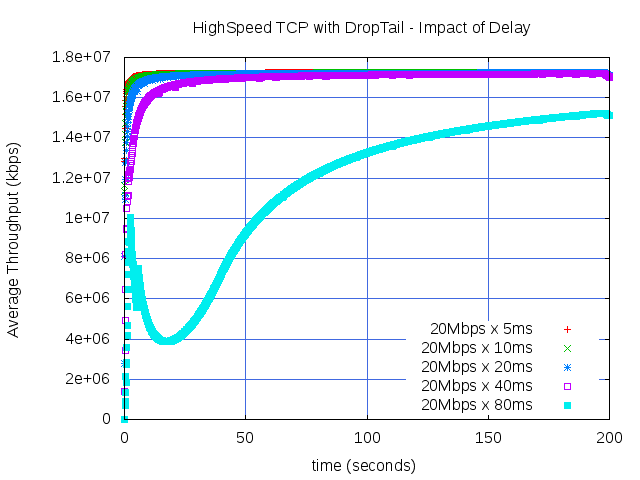 HighSpeed TCP with DropTail - Impact of Delay
Average Throughput (kbps)
1.8e+07
1.6e+07
1.4e+07
1.2e+07
1e+07
8e+06
6e+06
4e+06
2e+06
0
20Mbps x 5ms
20Mbps x 10ms
20Mbps x 20ms
20Mbps x 40ms
20Mbps x 80ms
0 50 100 150 200
time (seconds)